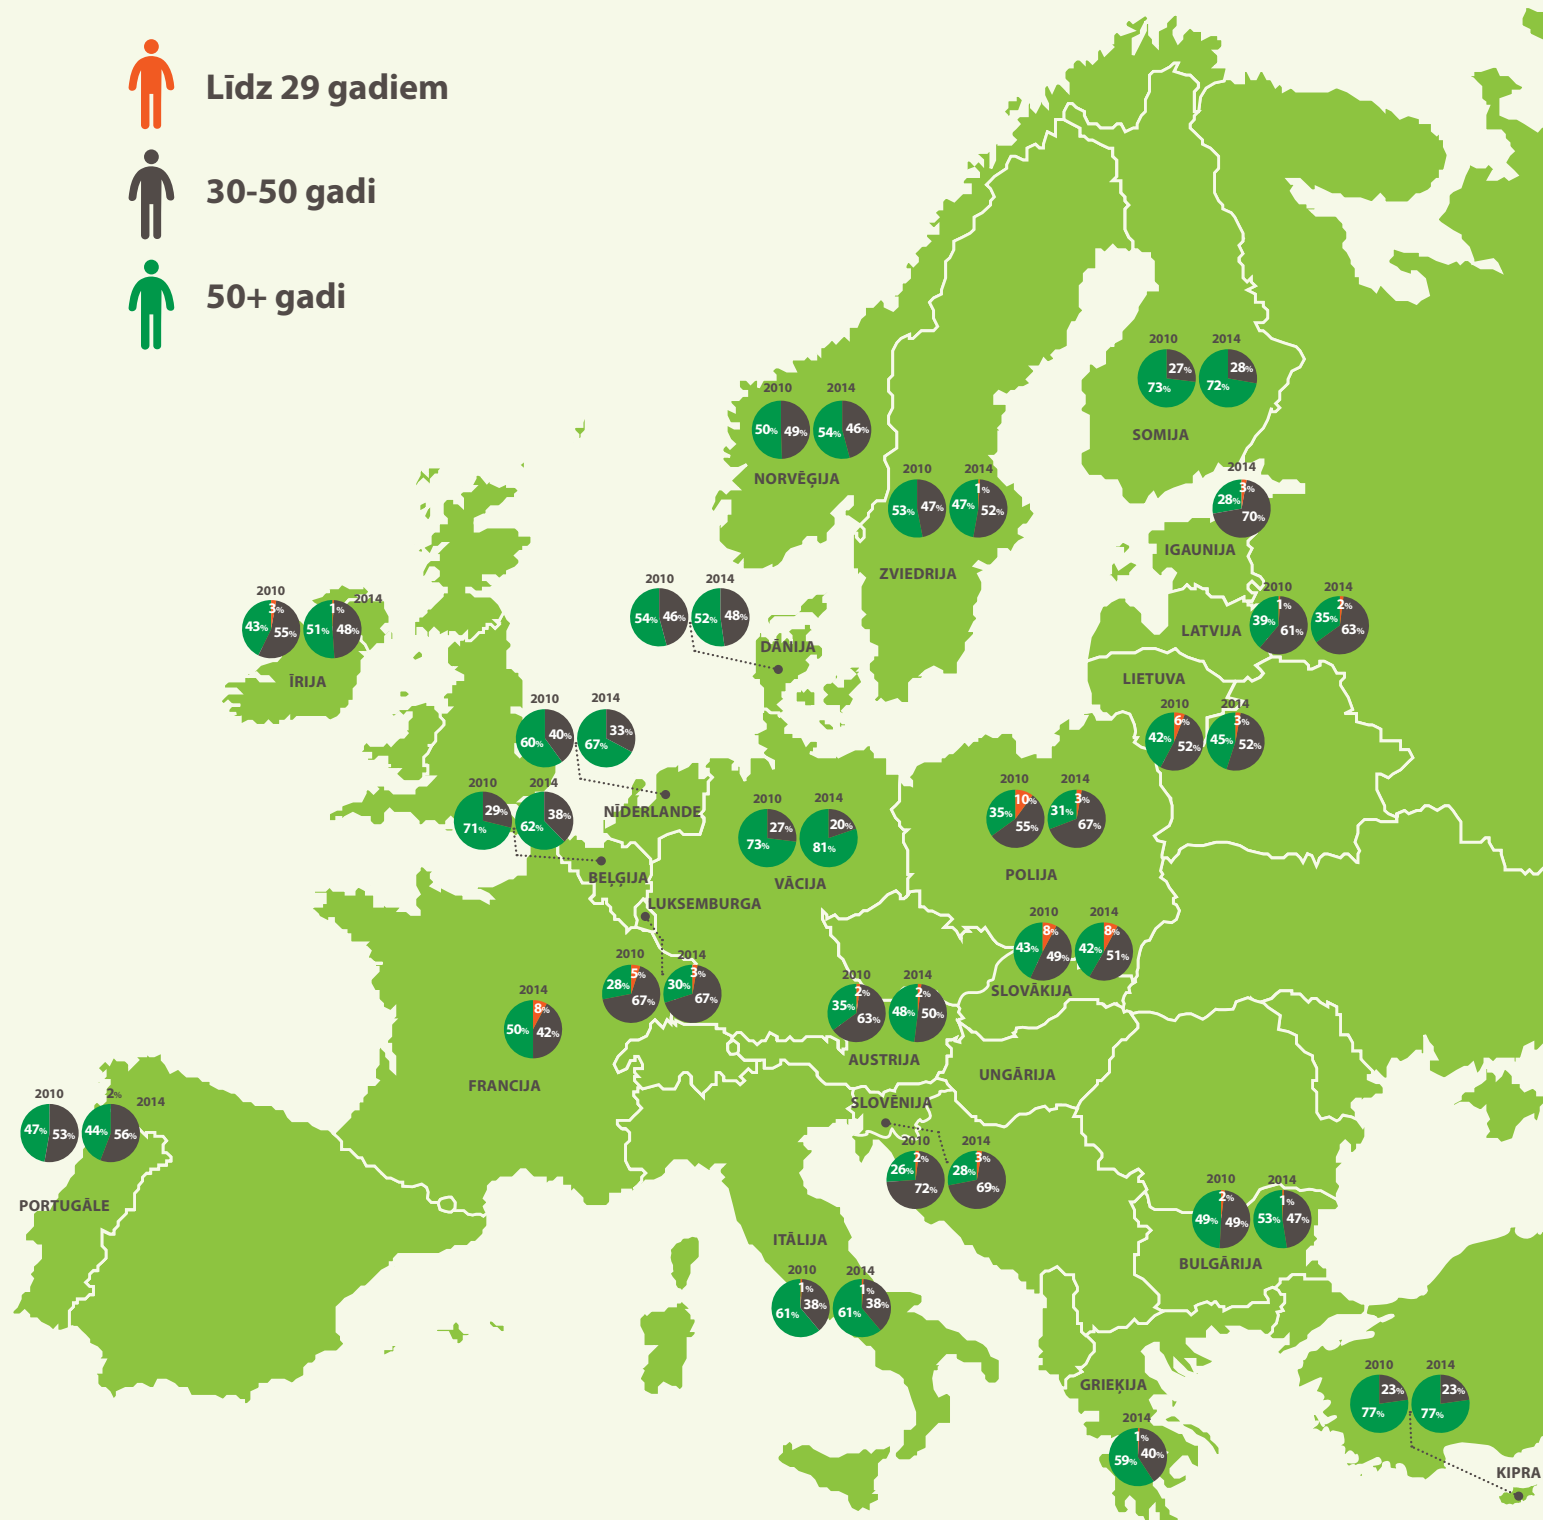 Līdz 29 gadiem
30-50 gadi
50+ gadi
2010 2014
27% 28%
73% 72%
SOMIJA
2010 2014
50% 49% 54% 46%
NORVĒĢIJA
2010 2014
1%
53% 47% 47% 52%
ZVIEDRIJA
2014
3%
28%
70%
IGAUNIJA
2010 2014
3% 1%
43% 55% 51% 48%
ĪRIJA
2010 2014
54% 46% 52% 48%
DĀNIJA
2010 2014
1% 2%
39% 61% 35% 63%
LATVIJA
LIETUVA
2010 2014
6% 3%
42% 52% 45% 52%
2010 2014
60% 40% 67% 33%
NĪDERLANDE
2010 2014
29% 38%
71% 62%
BEĻĢIJA
2010 2014
27% 20%
73% 81%
VĀCIJA
2010 2014
10% 3%
35% 55% 31% 67%
POLIJA
LUKSEMBURGA
2010 2014
5% 3%
28% 67% 30% 67%
2010 2014
8% 8%
43% 49% 42% 51%
SLOVĀKIJA
2014
8%
50% 42%
FRANCIJA
2010 2014
2% 2%
35% 63% 48% 50%
AUSTRIJA
UNGĀRIJA
SLOVĒNIJA
2010 2014
2% 3%
26% 72% 28% 69%
2010 2014
2%
47% 53% 44% 56%
PORTUGĀLE
2010 2014
2% 1%
49% 49% 53% 47%
BULGĀRIJA
ITĀLIJA
2010 2014
1% 1%
61% 38% 61% 38%
GRIEĶIJA
2014
1%
59% 40%
2010 2014
23% 23%
77% 77%
KIPRA